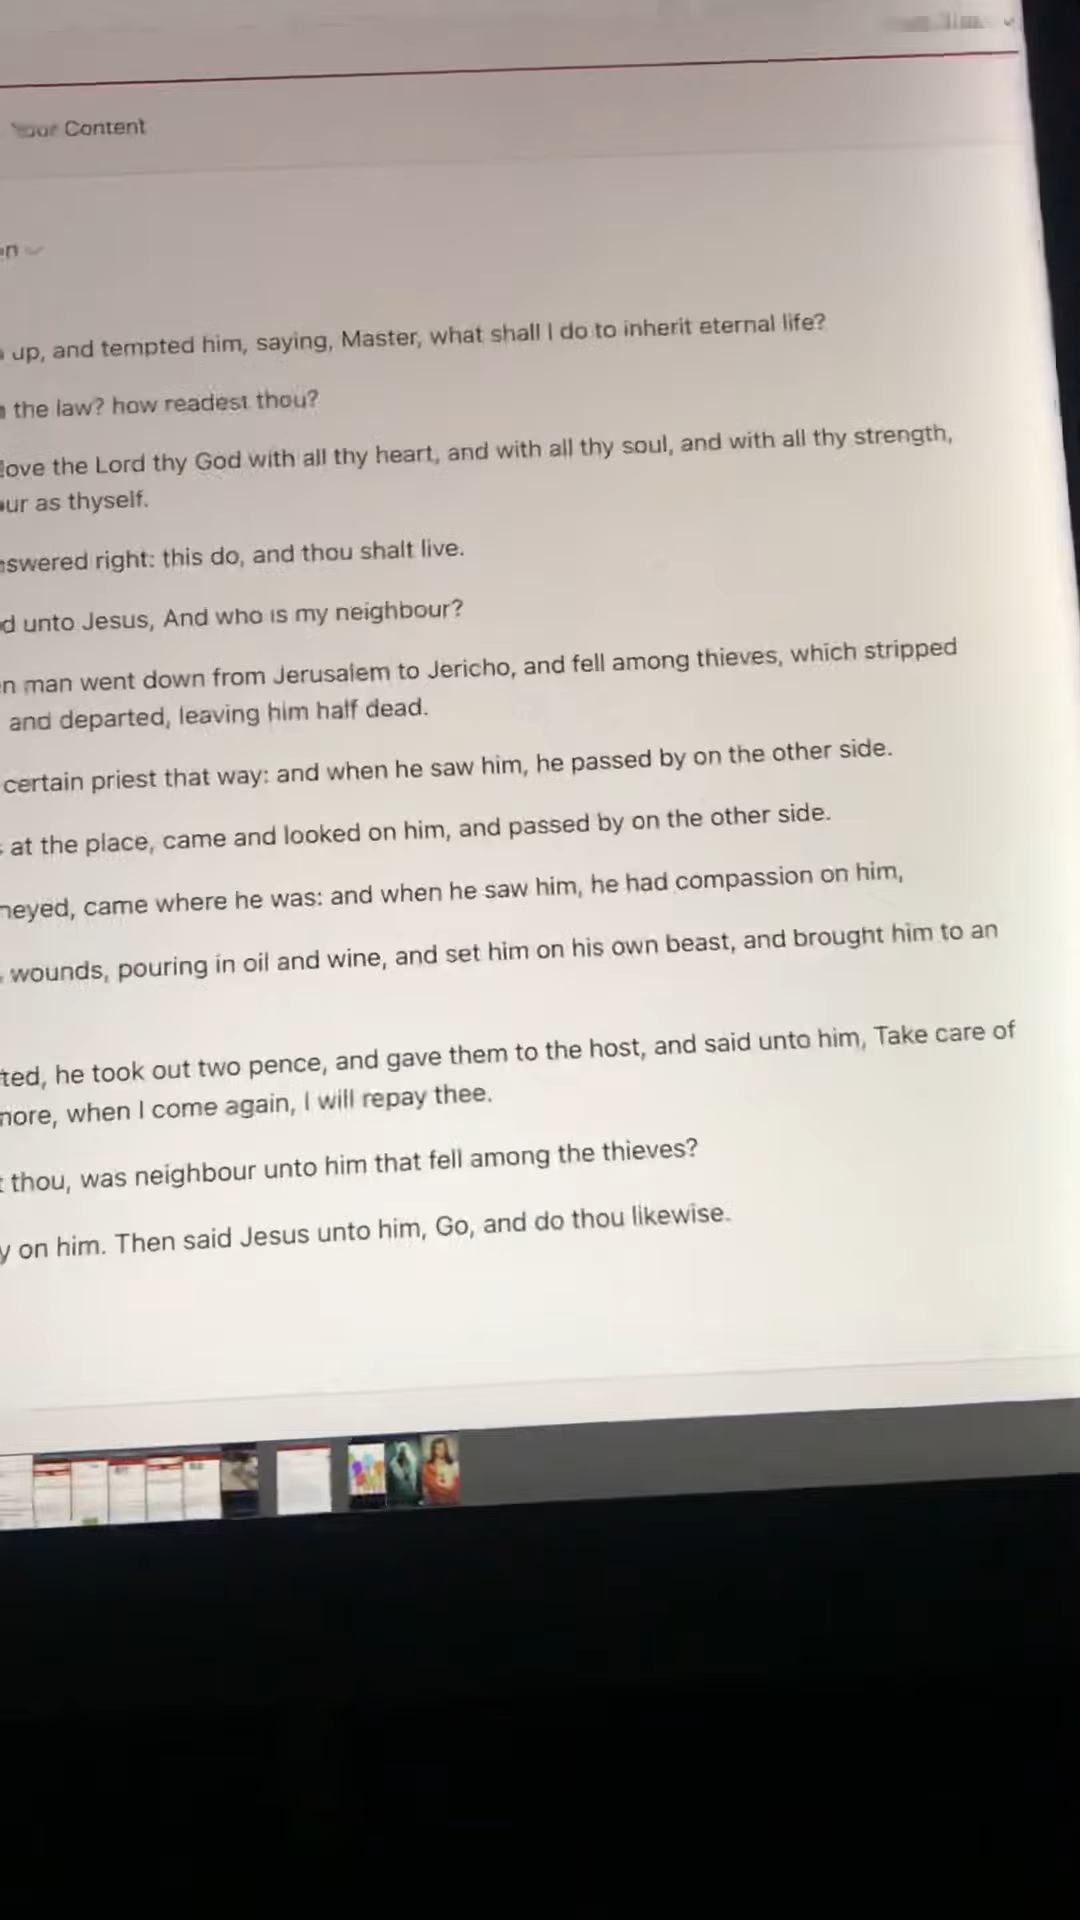 Your Content
up, and tempted him, saying, Master, what shall I do to inherit eternal life?
the law? how readest thou?
love the Lord thy God with all thy heart, and with all thy soul, and with all thy strength,
ur as thyself.
swered right: this do, and thou shalt live.
d unto Jesus, And who is my neighbour?
n man went down from Jerusalem to Jericho, and fell among thieves, which stripped
and departed, leaving him half dead.
certain priest that way: and when he saw him, he passed by on the other side.
at the place, came and looked on him, and passed by on the other side.
neyed, came where he was: and when he saw him, he had compassion on him,
wounds, pouring in oil and wine, and set him on his own beast, and brought him to an
ted, he took out two pence, and gave them to the host, and said unto him, Take care of
more, when I come again, I will repay thee.
thou, was neighbour unto him that fell among the thieves?
y on him. Then said Jesus unto him, Go, and do thou likewise.